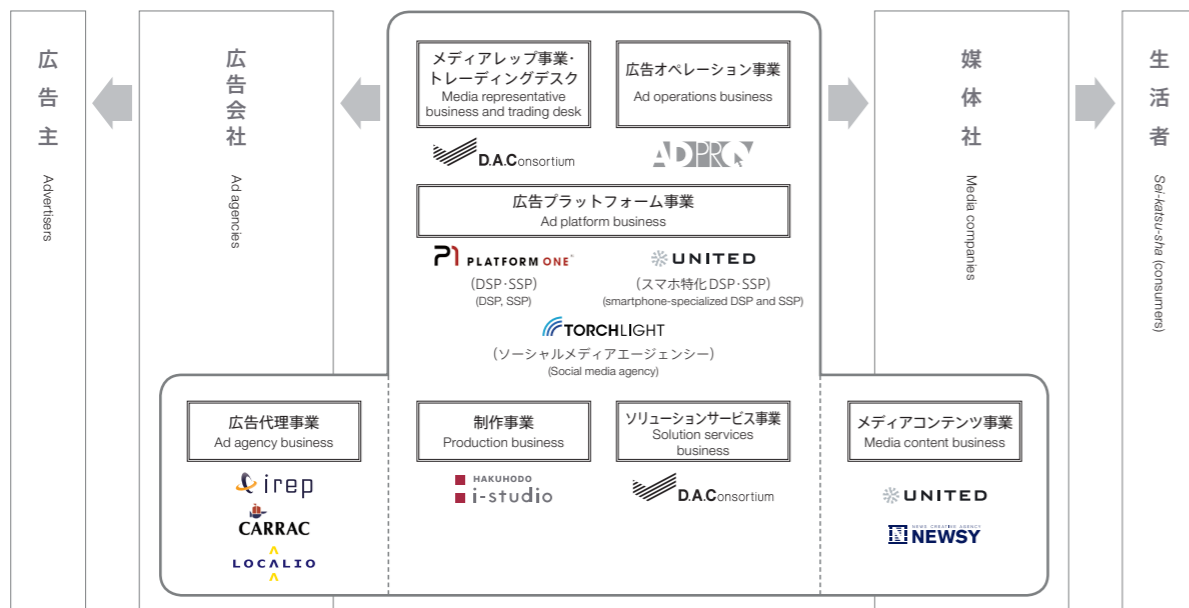 広告主
Advertisers
広告会社
Ad agencies
メディアレップ事業・
トレーディングデスク
Media representative
business and trading desk
D.A.Consortium
広告オペレーション事業
Ad operations business
ADPRO
広告プラットフォーム事業
Ad platform business
P1 PLATFORM ONE
(DSP・SSP)
(DSP, SSP)
UNITED
(スマホ特化DSP・SSP)
(smartphone-specialized DSP and SSP)
TORCHLIGHT
(ソーシャルメディアエージェンシー)
(Social media agency)
媒体社
Media companies
生活者
Sei-katsu-sha (consumers)
広告代理事業
Ad agency business
irep
CARRAC
LOCALIO
制作事業
Production business
HAKUHODO
i-studio
ソリューションサービス事業
Solution services
business
D.A.Consortium
メディアコンテンツ事業
Media content business
UNITED
NEWS CREATIVE AGENCY
N NEWSY